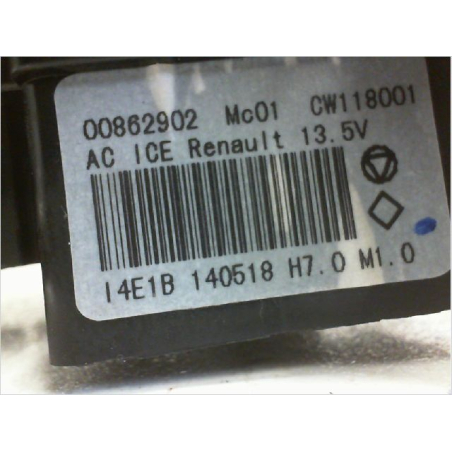 00862902 Mc01 CW118001
AC ICE Renault 13.5V
I4E1B 140518 H7.0 M1.0